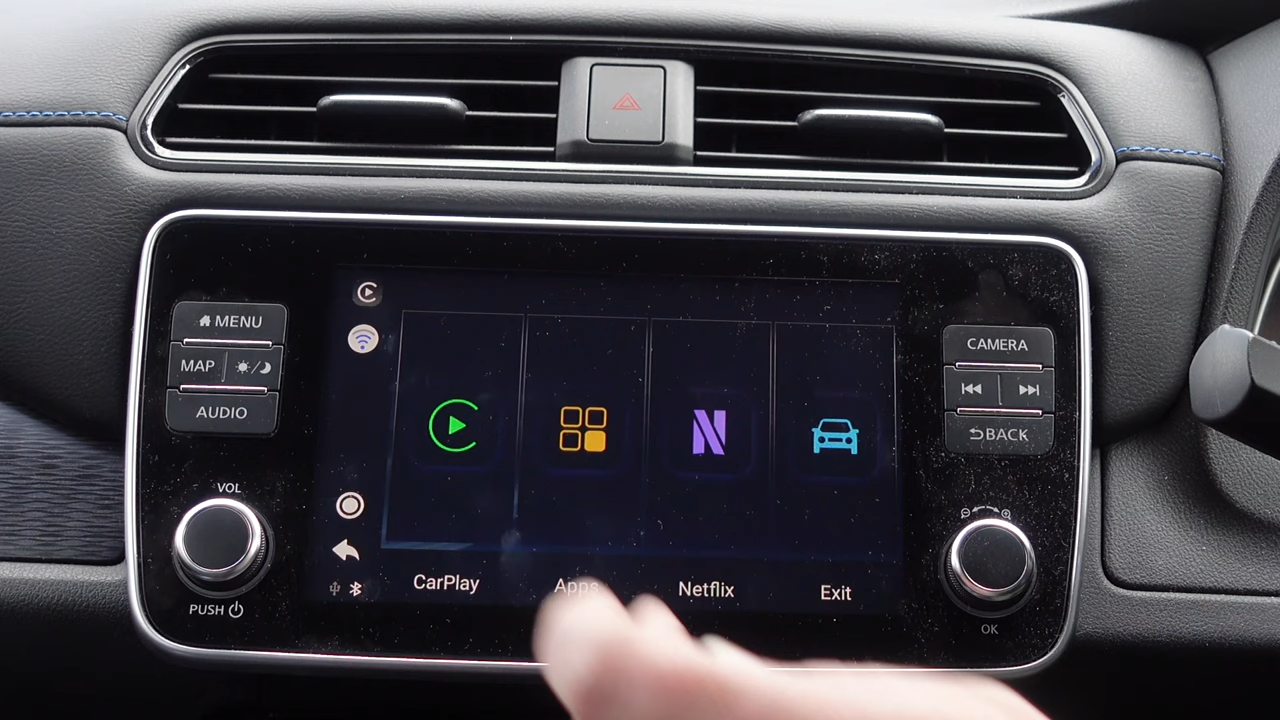 MENU
MAP
AUDIO
VOL
PUSH
CAMERA
BACK
OK
CarPlay
Apps
Netflix
Exit